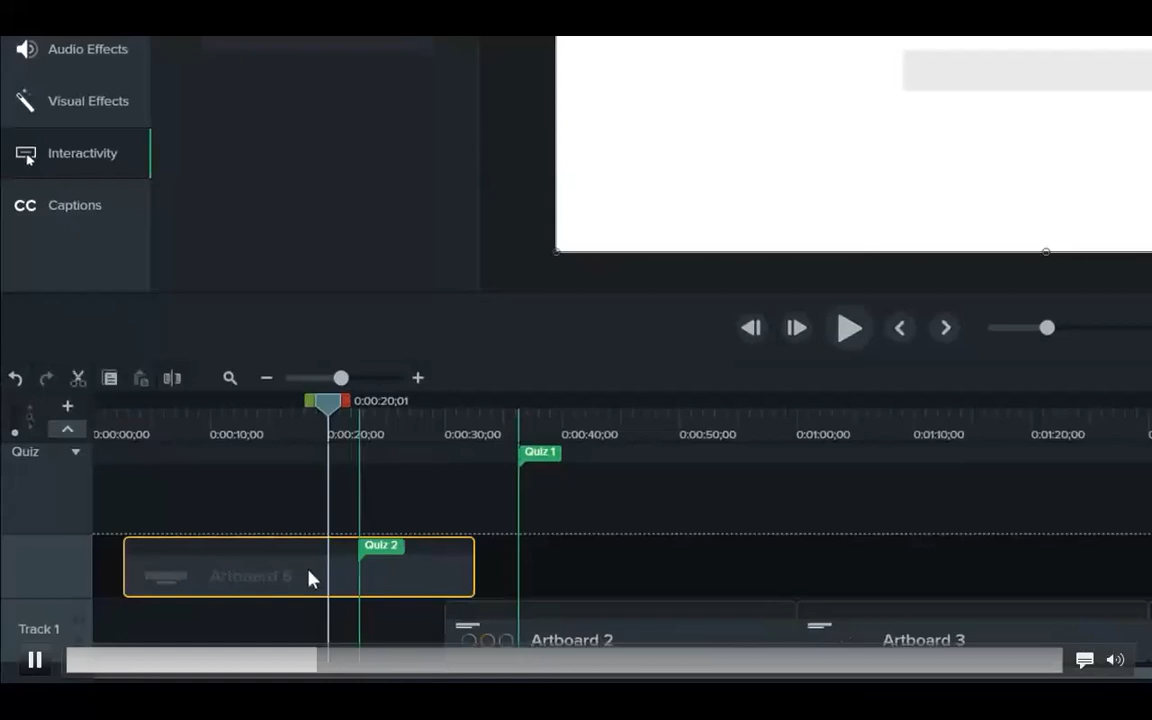 Audio Effects
Visual Effects
Interactivity
CC Captions
0:00:20;01
0:00:00;00 0:00:10;00 0:00:20;00 0:00:30;00 0:00:40;00 0:00:50;00 0:01:00;00 0:01:10;00 0:01:20;00
Quiz
Quiz 1
Quiz 2
Artboard 6
Track 1
Artboard 2
Artboard 3